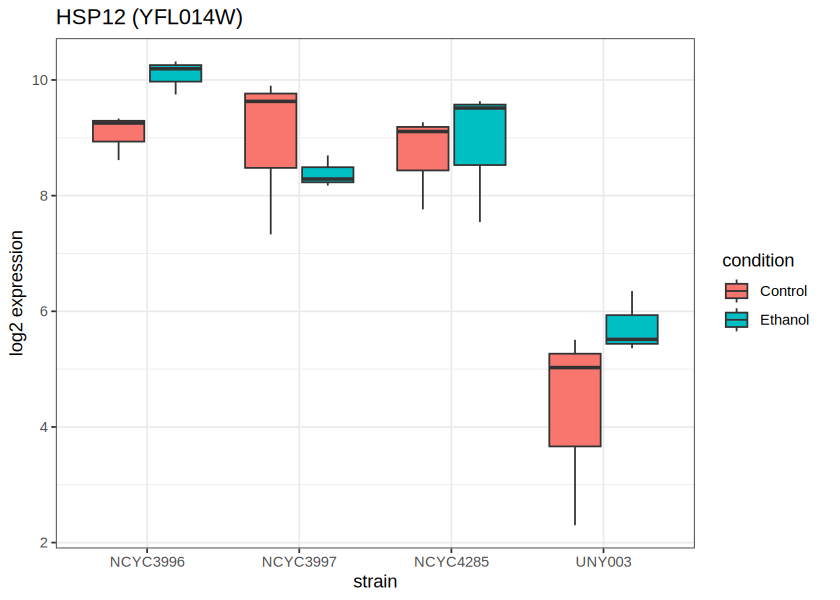 HSP12 (YFL014W)
10
8
6
4
2
log2 expression
NCYC3996 NCYC3997 NCYC4285 UNY003
strain
condition
Control
Ethanol